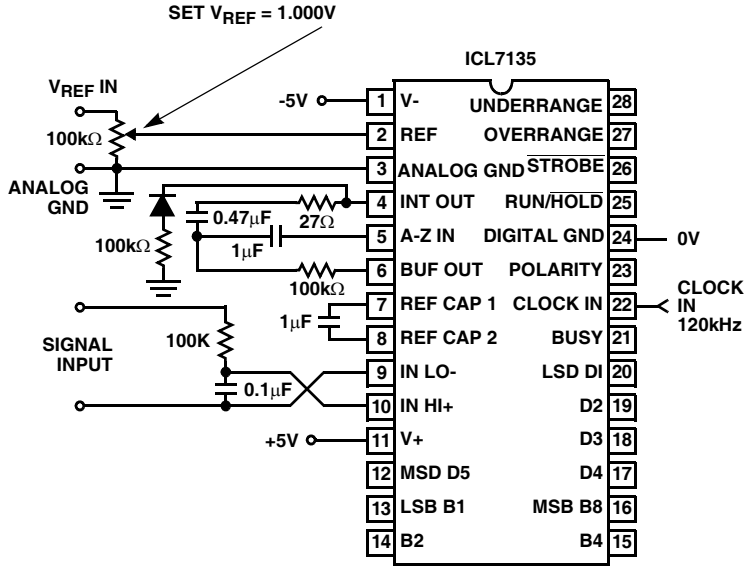 SET VREF = 1.000V
ICL7135
VREF IN
100kΩ
ANALOG
GND
-5V
1 V-
2 REF
3 ANALOG GND
4 INT OUT
5 A-Z IN
6 BUF OUT
7 REF CAP 1
8 REF CAP 2
9 IN LO-
10 IN HI+
11 V+
12 MSD D5
13 LSB B1
14 B2
UNDERRANGE 28
OVERRANGE 27
STROBE 26
RUN/HOLD 25
DIGITAL GND 24
POLARITY 23
CLOCK IN 22
BUSY 21
LSD DI 20
D2 19
D3 18
D4 17
MSB B8 16
B4 15
0.47µF
27Ω
100kΩ
1µF
100kΩ
1µF
SIGNAL
INPUT
100K
0.1µF
+5V
0V
CLOCK
IN
120kHz